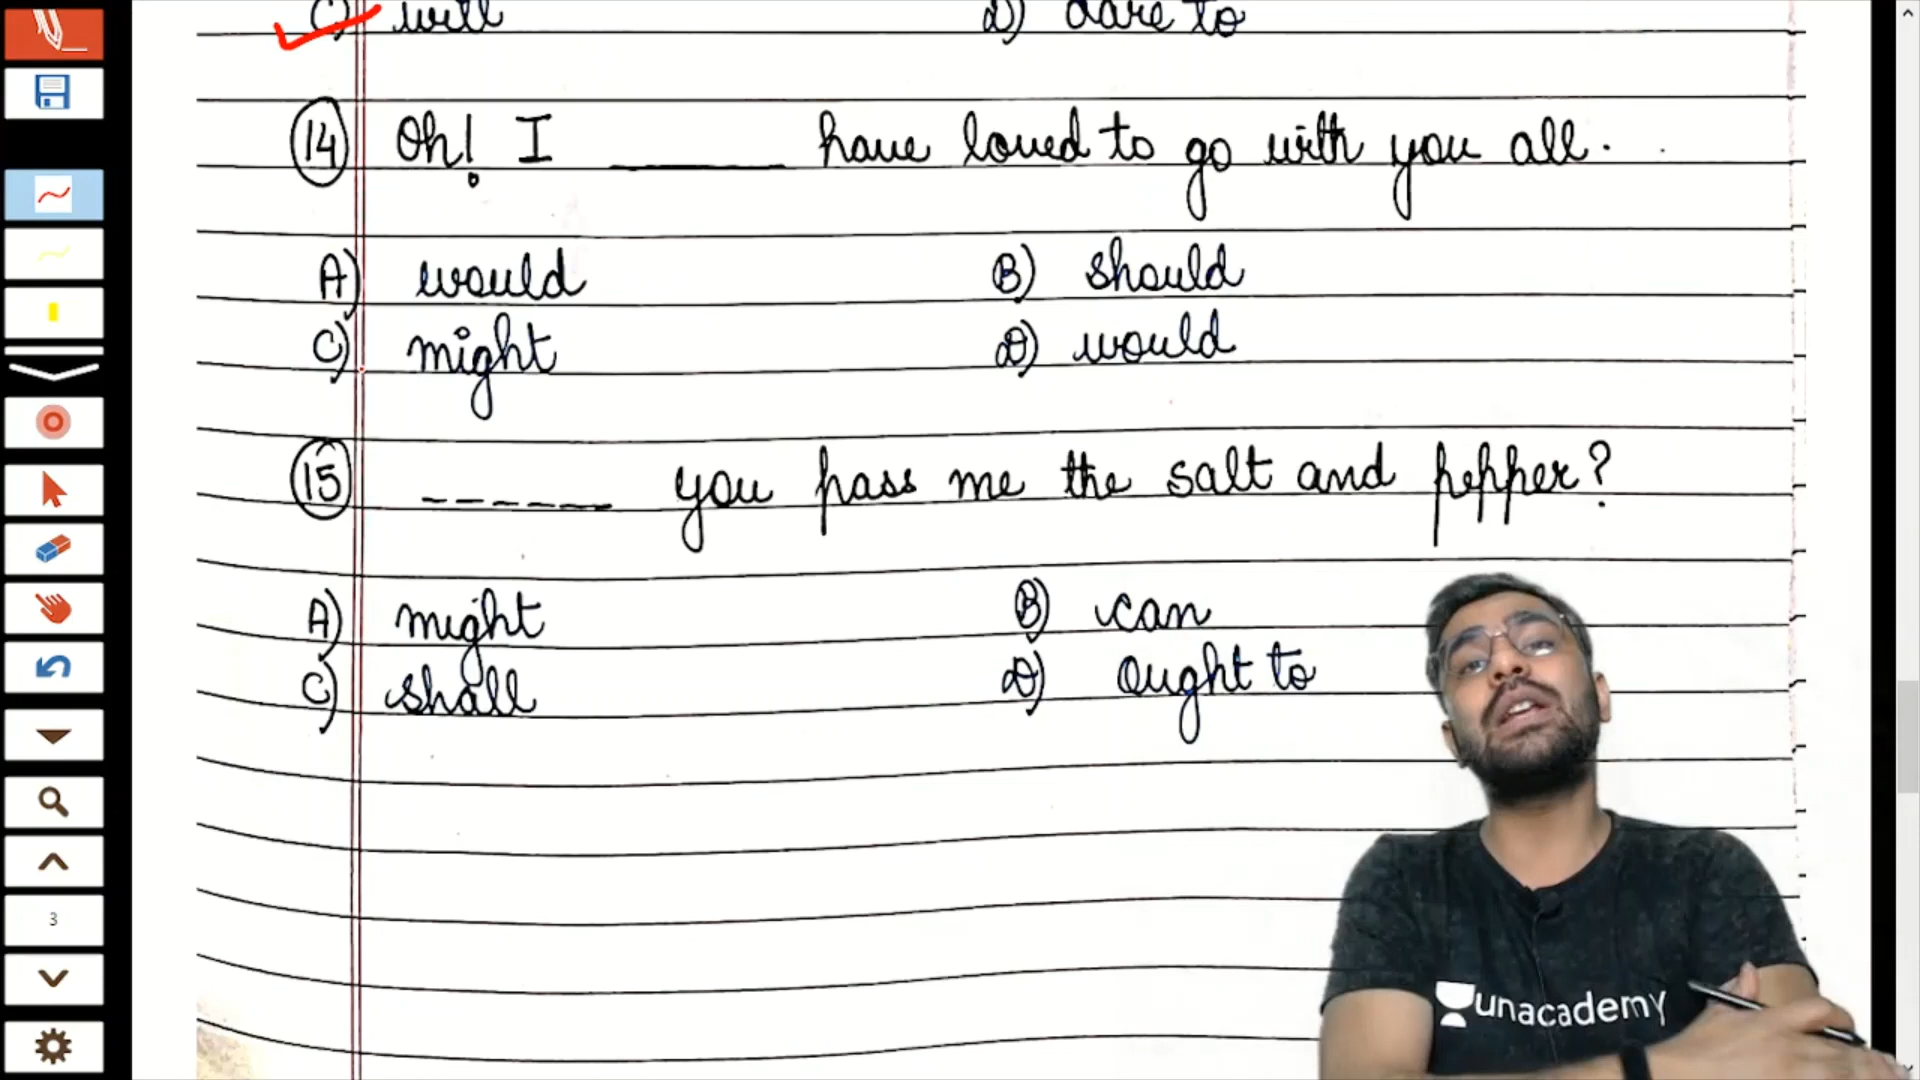 C) will D) dare to
14 Oh! I ______ have loved to go with you all.
A) would B) should
C) might D) would
15 ------ you pass me the salt and pepper?
A) might B) can
C) shall D) ought to
unacademy
3